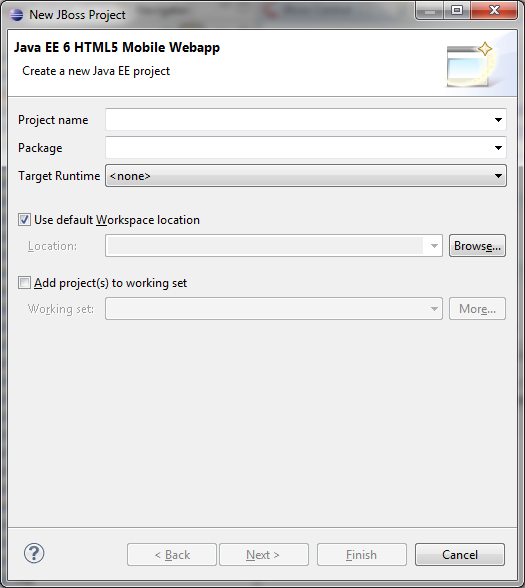 New JBoss Project
Java EE 6 HTML5 Mobile Webapp
Create a new Java EE project
Project name
Package
Target Runtime <none>
Use default Workspace location
Location: Browse...
Add project(s) to working set
Working set: More...
? < Back Next > Finish Cancel